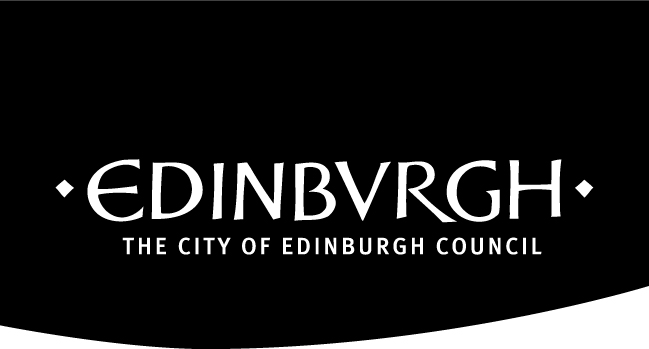 EDINBVRGH
THE CITY OF EDINBURGH COUNCIL